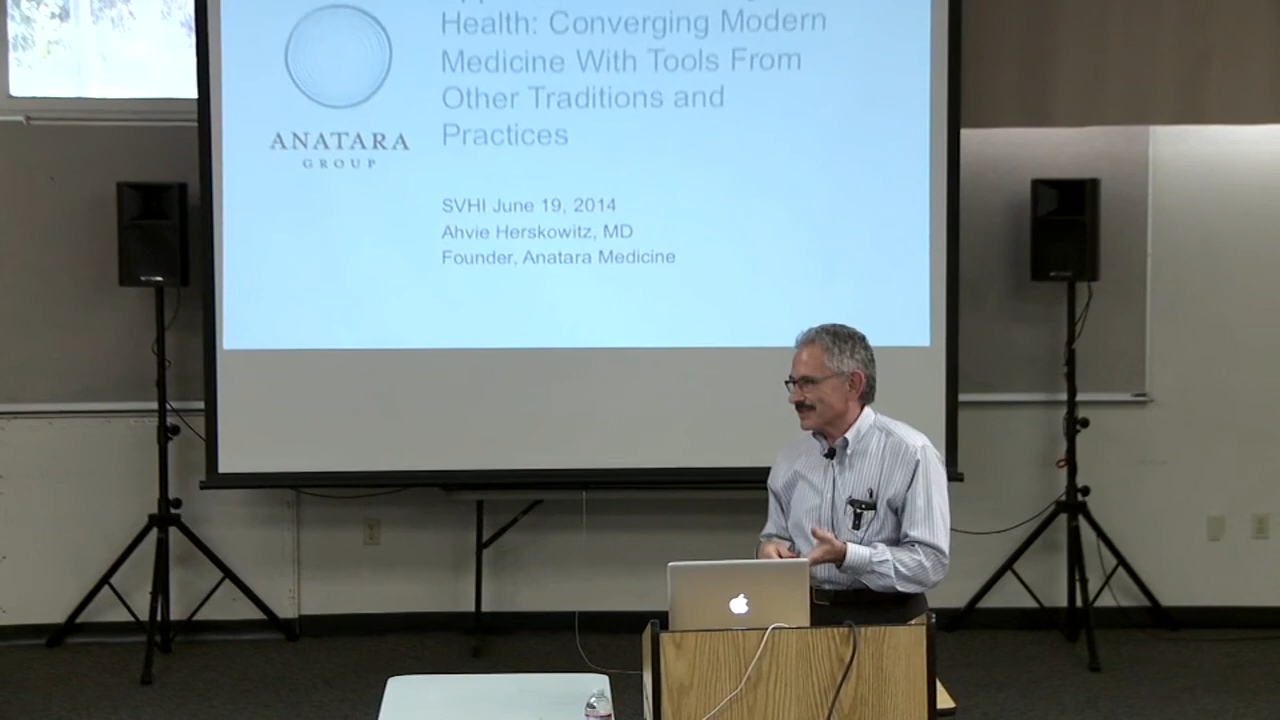 Health: Converging Modern
Medicine With Tools From
Other Traditions and
Practices
ANATARA
GROUP
SVHI June 19, 2014
Ahvie Herskowitz, MD
Founder, Anatara Medicine